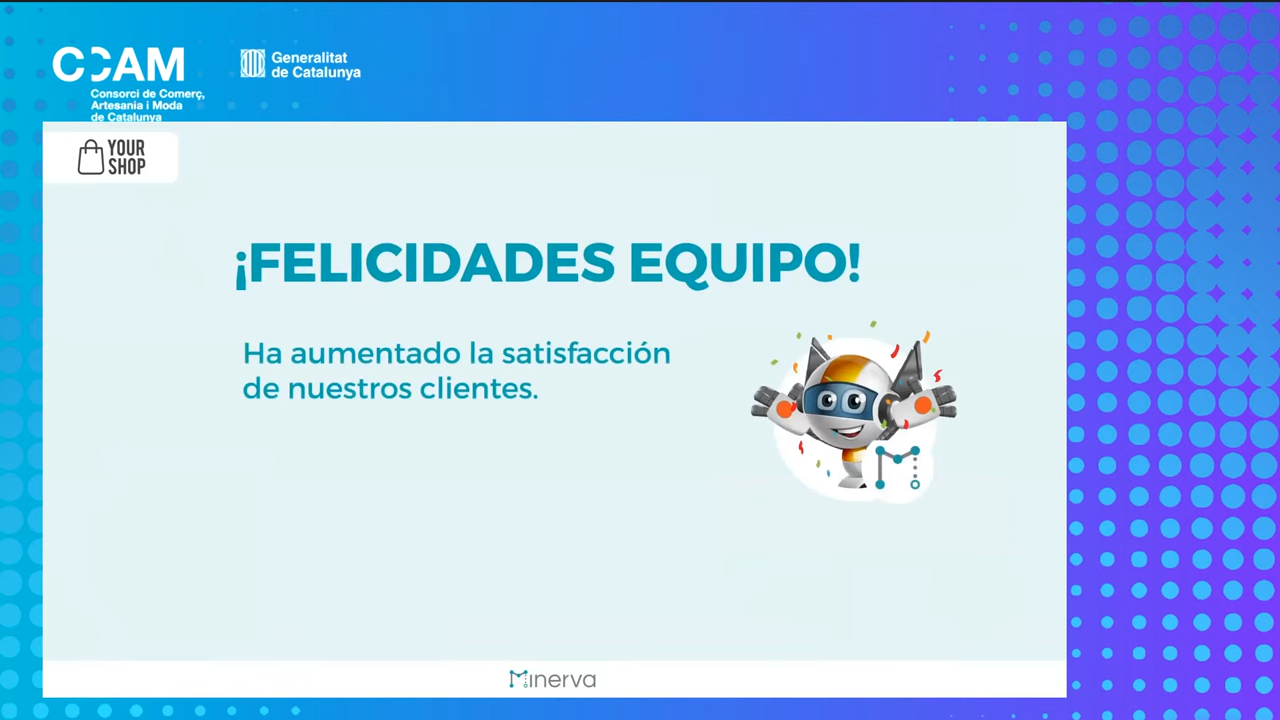 CCAM
Consorci de Comerç,
Artesania i Moda
de Catalunya
Generalitat
de Catalunya
YOUR
SHOP
¡FELICIDADES EQUIPO!
Ha aumentado la satisfacción
de nuestros clientes.
Minerva